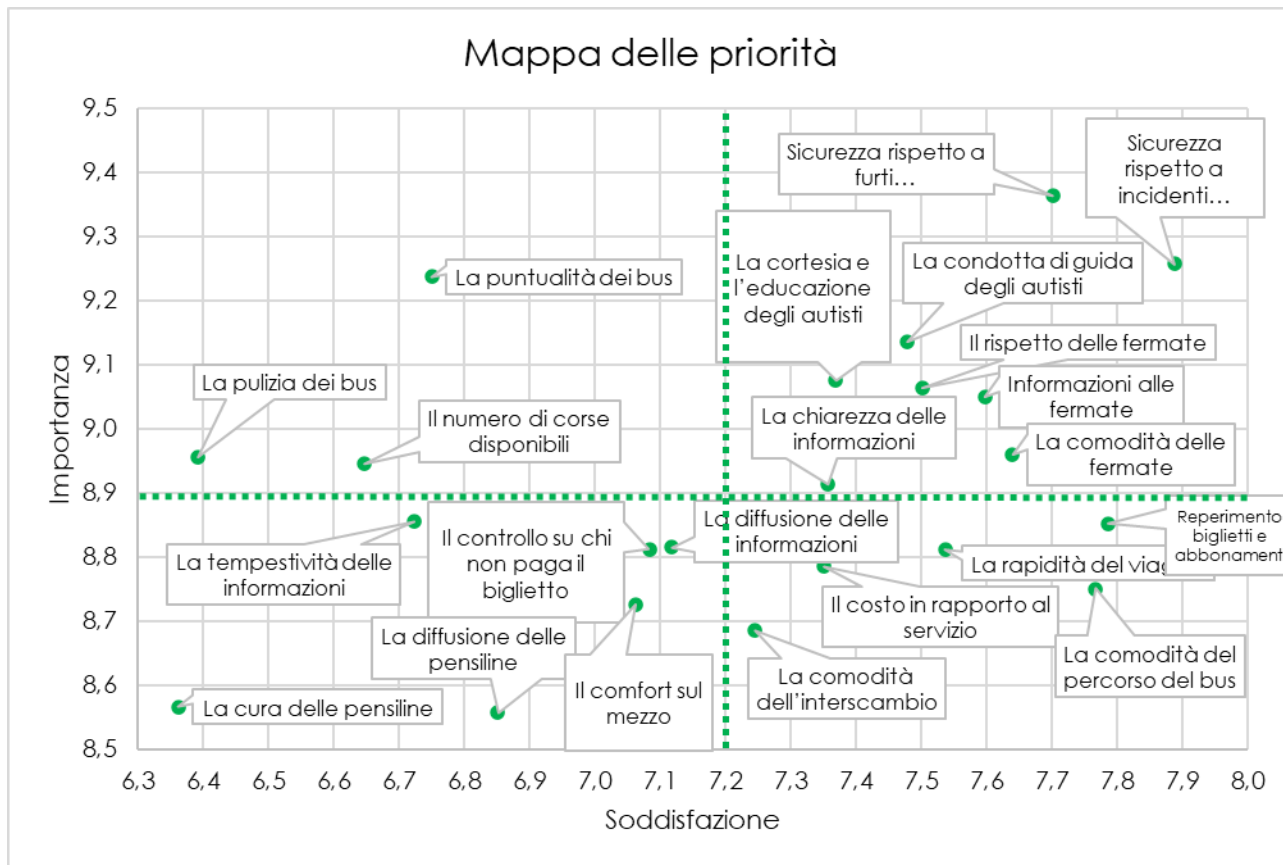 Mappa delle priorità
9,5
9,4
9,3
9,2
9,1
9,0
8,9
8,8
8,7
8,6
8,5
Importanza
Sicurezza rispetto a
furti…
Sicurezza
rispetto a
incidenti…
La puntualità dei bus
La cortesia e
l'educazione
degli autisti
La condotta di guida
degli autisti
Il rispetto delle fermate
La pulizia dei bus
Il numero di corse
disponibili
La chiarezza delle
informazioni
Informazioni alle
fermate
La comodità delle
fermate
La tempestività delle
informazioni
Il controllo su chi
non paga il
biglietto
La diffusione delle
informazioni
La rapidità del viag
Reperimento
biglietti e
abbonament
Il costo in rapporto al
servizio
La diffusione delle
pensiline
Il comfort sul
mezzo
La comodità
dell'interscambio
La comodità del
percorso del bus
La cura delle pensiline
6,3 6,4 6,5 6,6 6,7 6,8 6,9 7,0 7,1 7,2 7,3 7,4 7,5 7,6 7,7 7,8 7,9 8,0
Soddisfazione